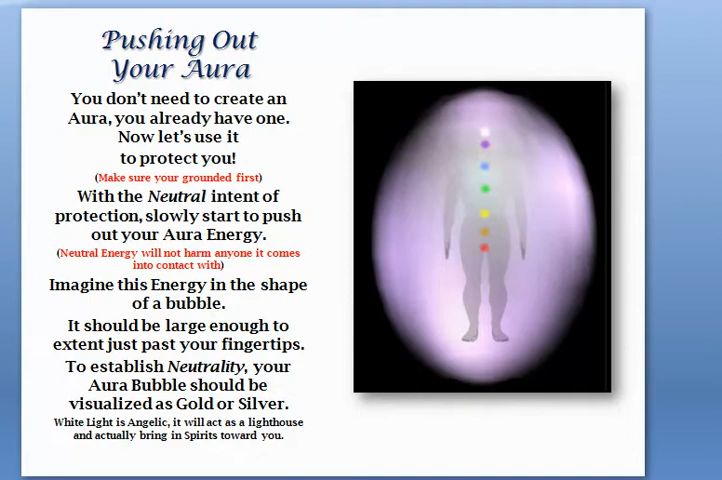 Pushing Out
Your Aura
You don't need to create an
Aura, you already have one.
Now let's use it
to protect you!
(Make sure your grounded first)
With the Neutral intent of
protection, slowly start to push
out your Aura Energy.
(Neutral Energy will not harm anyone it comes
into contact with)
Imagine this Energy in the shape
of a bubble.
It should be large enough to
extent just past your fingertips.
To establish Neutrality, your
Aura Bubble should be
visualized as Gold or Silver.
White Light is Angelic, it will act as a lighthouse
and actually bring in Spirits toward you.